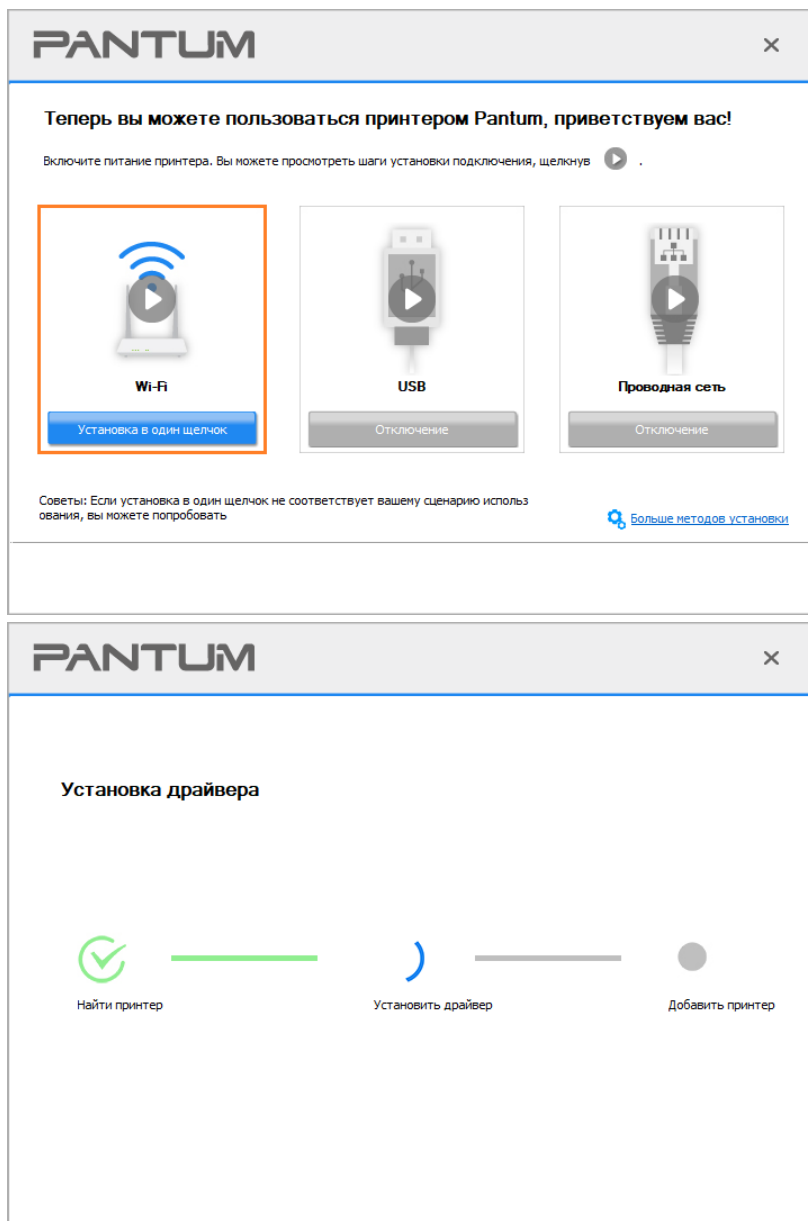 PANTUM
Теперь вы можете пользоваться принтером Pantum, приветствуем вас!
Включите питание принтера. Вы можете просмотреть шаги установки подключения, щелкнув .
Wi-Fi
USB
Проводная сеть
Установка в один щелчок
Отключение
Отключение
Советы: Если установка в один щелчок не соответствует вашему сценарию использ
ования, вы можете попробовать
Больше методов установки
PANTUM
Установка драйвера
Найти принтер
Установить драйвер
Добавить принтер